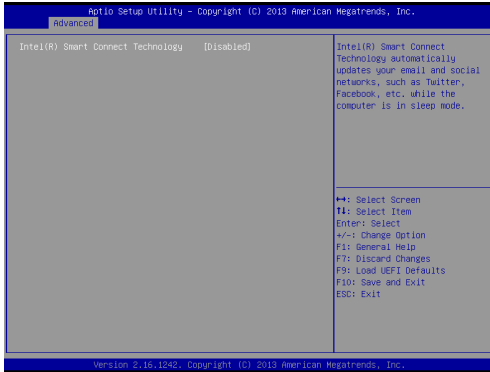 Aptio Setup Utility – Copyright (C) 2013 American Megatrends, Inc.
Advanced
Intel(R) Smart Connect Technology [Disabled]
Intel(R) Smart Connect
Technology automatically
updates your email and social
networks, such as Twitter,
Facebook, etc. while the
computer is in sleep mode.
↔: Select Screen
↑↓: Select Item
Enter: Select
+/-: Change Option
F1: General Help
F7: Discard Changes
F9: Load UEFI Defaults
F10: Save and Exit
ESC: Exit
Version 2.16.1242. Copyright (C) 2013 American Megatrends, Inc.